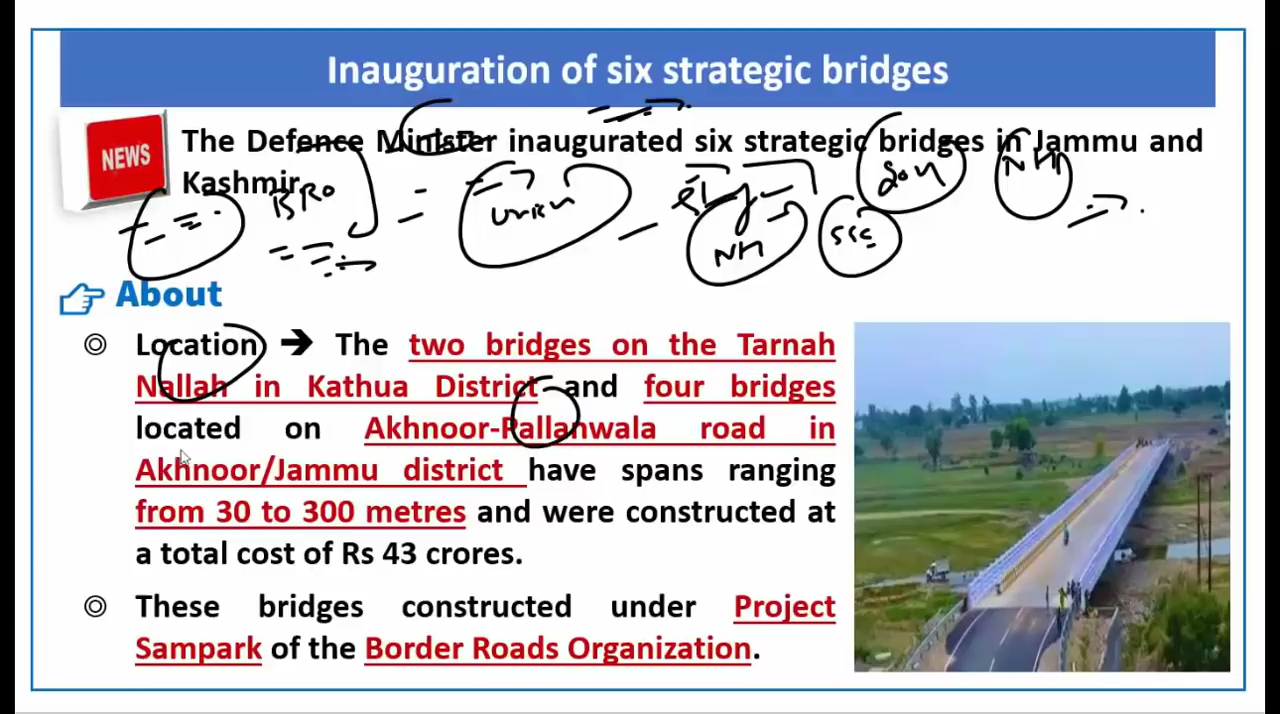 Inauguration of six strategic bridges
NEWS
The Defence Minister inaugurated six strategic bridges in Jammu and
Kashmir
BRO
Union
NH
SSC
NH
About
Location → The two bridges on the Tarnah
Nallah in Kathua District and four bridges
located on Akhnoor-Pallanwala road in
Akhnoor/Jammu district have spans ranging
from 30 to 300 metres and were constructed at
a total cost of Rs 43 crores.
These bridges constructed under Project
Sampark of the Border Roads Organization.